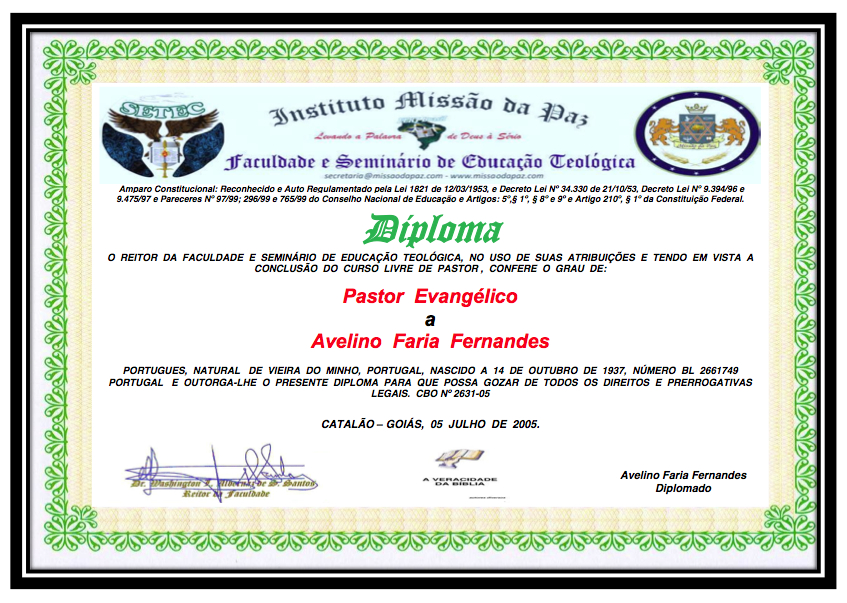 SETEC
Instituto Missão da Paz
Levando a Palavra de Deus à Sério
Faculdade e Seminário de Educação Teológica
secretaria@missaodapaz.com - www.missaodapaz.com
Missão da Paz
Amparo Constitucional: Reconhecido e Auto Regulamentado pela Lei 1821 de 12/03/1953, e Decreto Lei Nº 34.330 de 21/10/53, Decreto Lei Nº 9.394/96 e
9.475/97 e Pareceres Nº 97/99; 296/99 e 765/99 do Conselho Nacional de Educação e Artigos: 5º,§ 1º, § 8º e 9º e Artigo 210º, § 1º da Constituição Federal.
Diploma
O REITOR DA FACULDADE E SEMINÁRIO DE EDUCAÇÃO TEOLÓGICA, NO USO DE SUAS ATRIBUIÇÕES E TENDO EM VISTA A
CONCLUSÃO DO CURSO LIVRE DE PASTOR , CONFERE O GRAU DE:
Pastor Evangélico
a
Avelino Faria Fernandes
PORTUGUES, NATURAL DE VIEIRA DO MINHO, PORTUGAL, NASCIDO A 14 DE OUTUBRO DE 1937, NÚMERO BL 2661749
PORTUGAL E OUTORGA-LHE O PRESENTE DIPLOMA PARA QUE POSSA GOZAR DE TODOS OS DIREITOS E PRERROGATIVAS
LEGAIS. CBO Nº 2631-05
CATALÃO – GOIÁS, 05 JULHO DE 2005.
Dr. Washington de S. Santos
Reitor da Faculdade
A VERACIDADE
DA BÍBLIA
Avelino Faria Fernandes
Diplomado